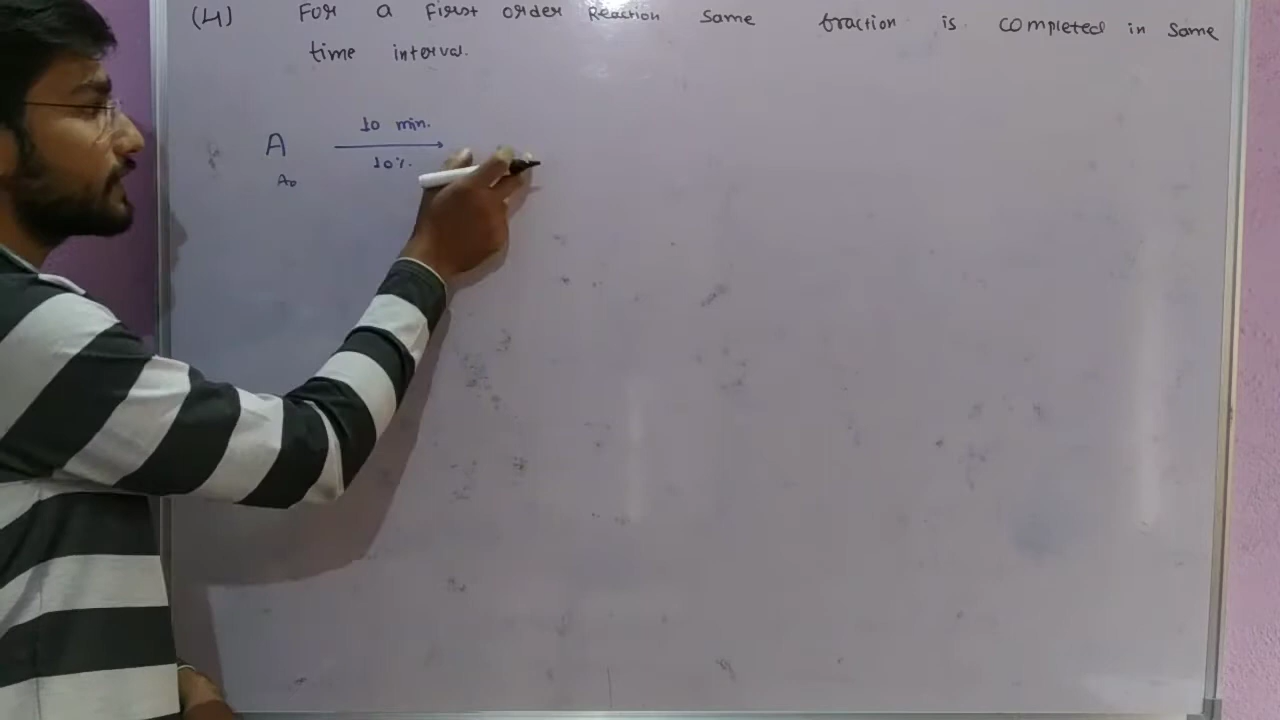 (4) For a first order Reaction Same fraction is completed in same
time interval.
10 min.
A
10%.
A₀